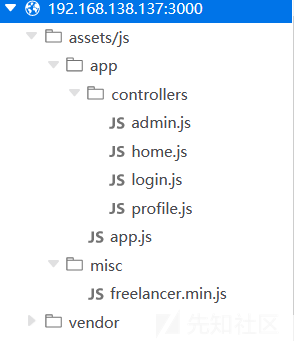 192.168.138.137:3000
assets/js
app
controllers
JS admin.js
JS home.js
JS login.js
JS profile.js
JS app.js
misc
JS freelancer.min.js
vendor
先知社区